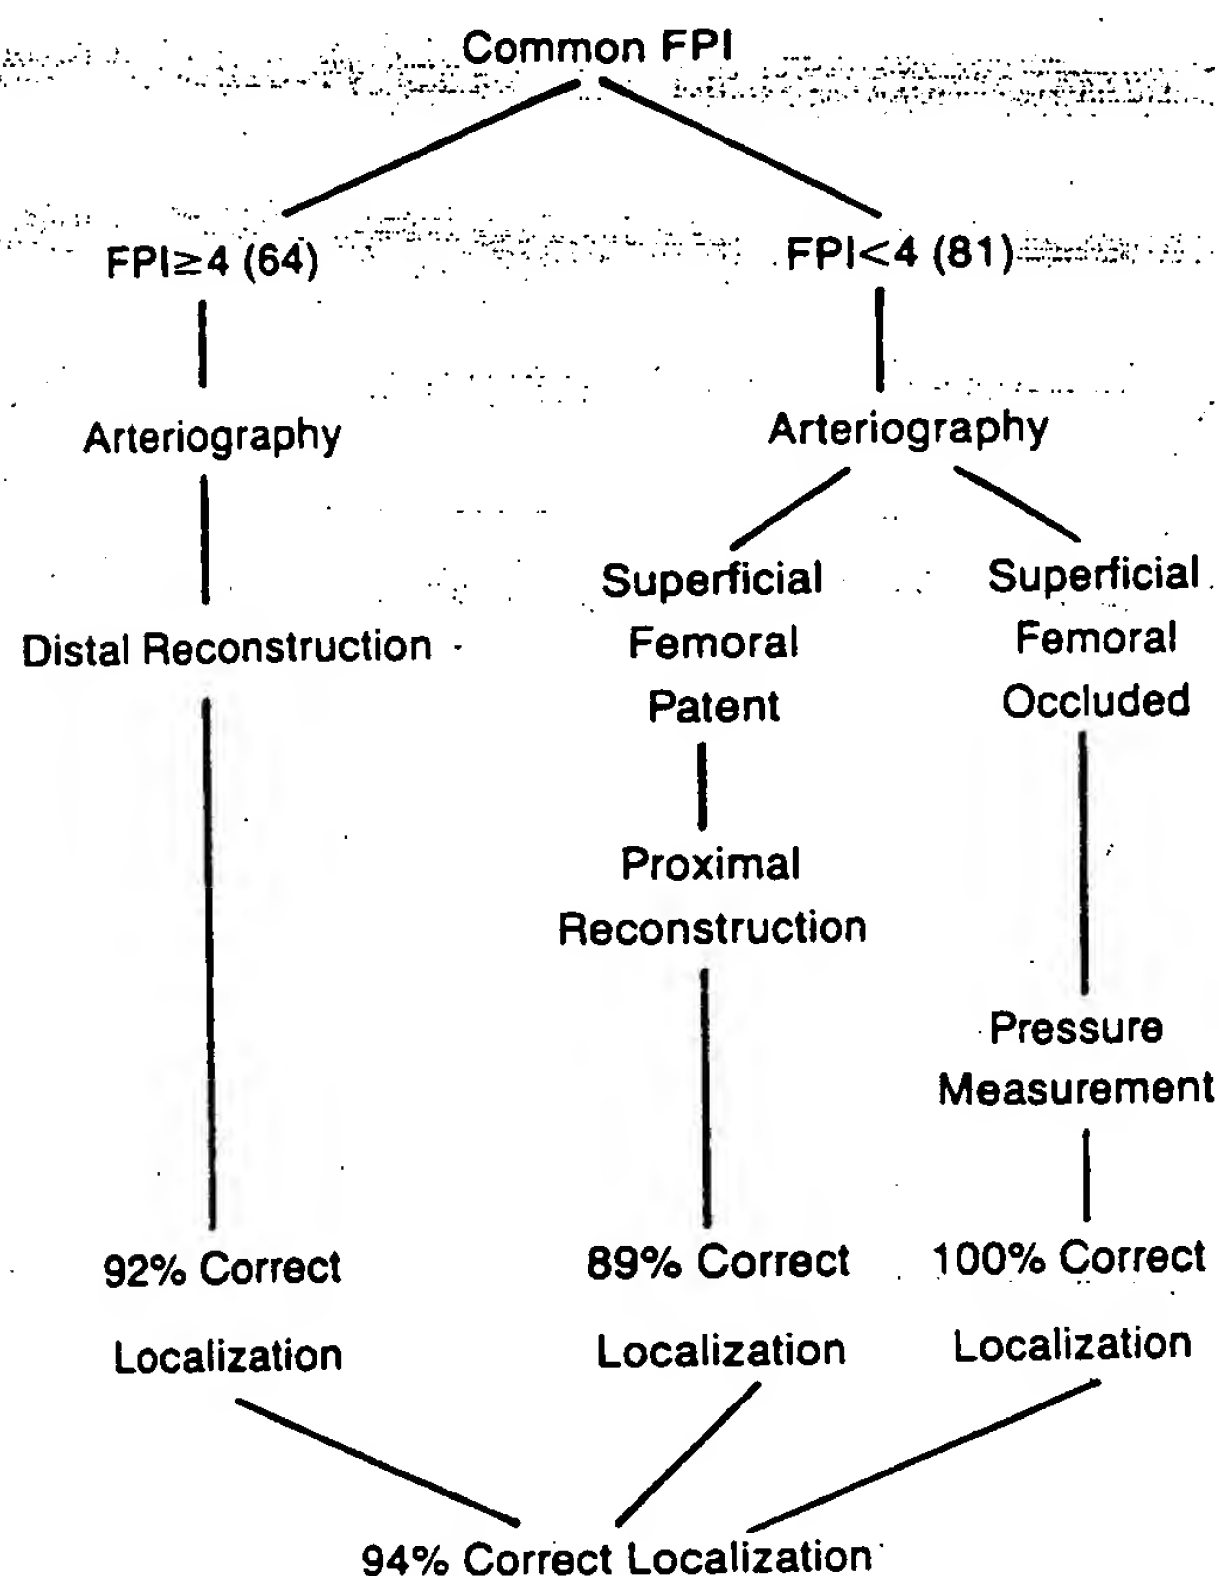 Common FPI
FPI≥4 (64)
FPI<4 (81)
Arteriography
Arteriography
Superficial
Femoral
Patent
Superficial
Femoral
Occluded
Distal Reconstruction
Proximal
Reconstruction
Pressure
Measurement
92% Correct
Localization
89% Correct
Localization
100% Correct
Localization
94% Correct Localization